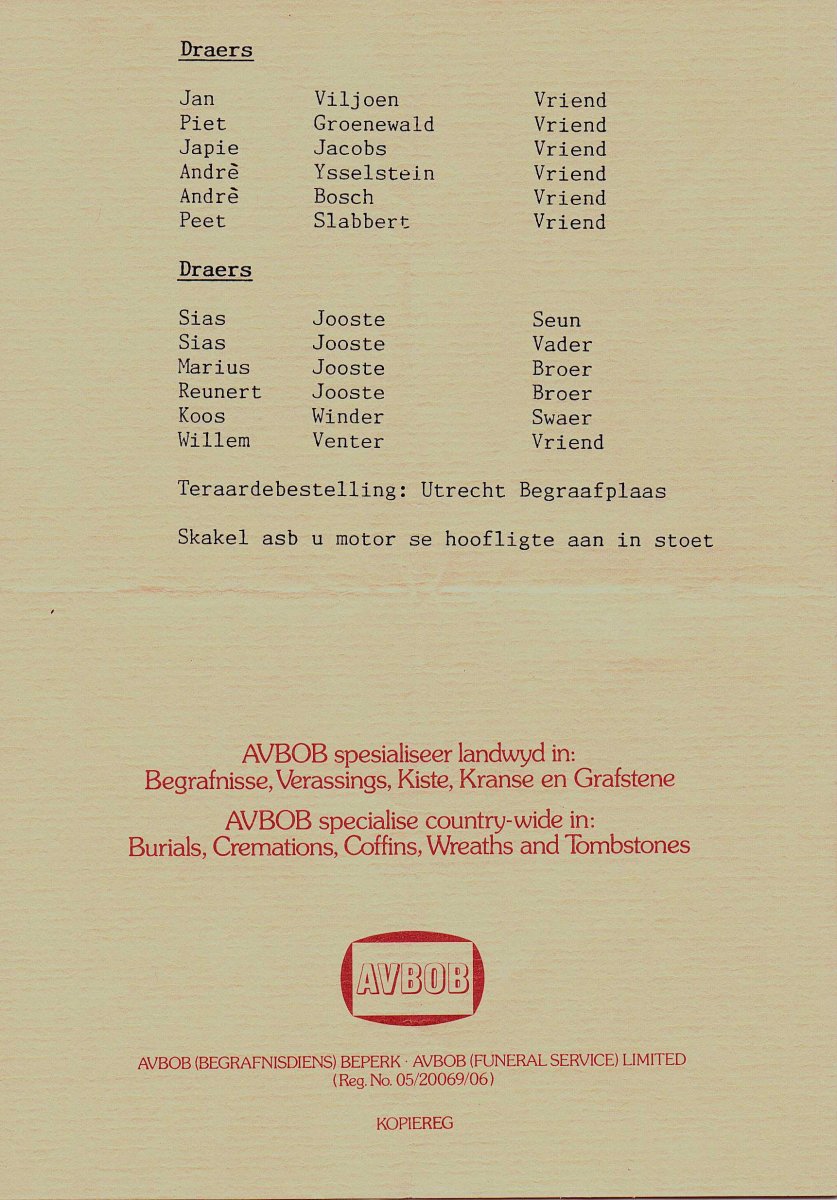 Draers
Jan Viljoen Vriend
Piet Groenewald Vriend
Japie Jacobs Vriend
Andrè Ysselstein Vriend
Andrè Bosch Vriend
Peet Slabbert Vriend
Draers
Sias Jooste Seun
Sias Jooste Vader
Marius Jooste Broer
Reunert Jooste Broer
Koos Winder Swaer
Willem Venter Vriend
Teraardebestelling: Utrecht Begraafplaas
Skakel asb u motor se hoofligte aan in stoet
AVBOB spesialiseer landwyd in:
Begrafnisse, Verassings, Kiste, Kranse en Grafstene
AVBOB specialise country-wide in:
Burials, Cremations, Coffins, Wreaths and Tombstones
AVBOB
AVBOB (BEGRAFNISDIENS) BEPERK · AVBOB (FUNERAL SERVICE) LIMITED
(Reg. No. 05/20069/06)
KOPIEREG